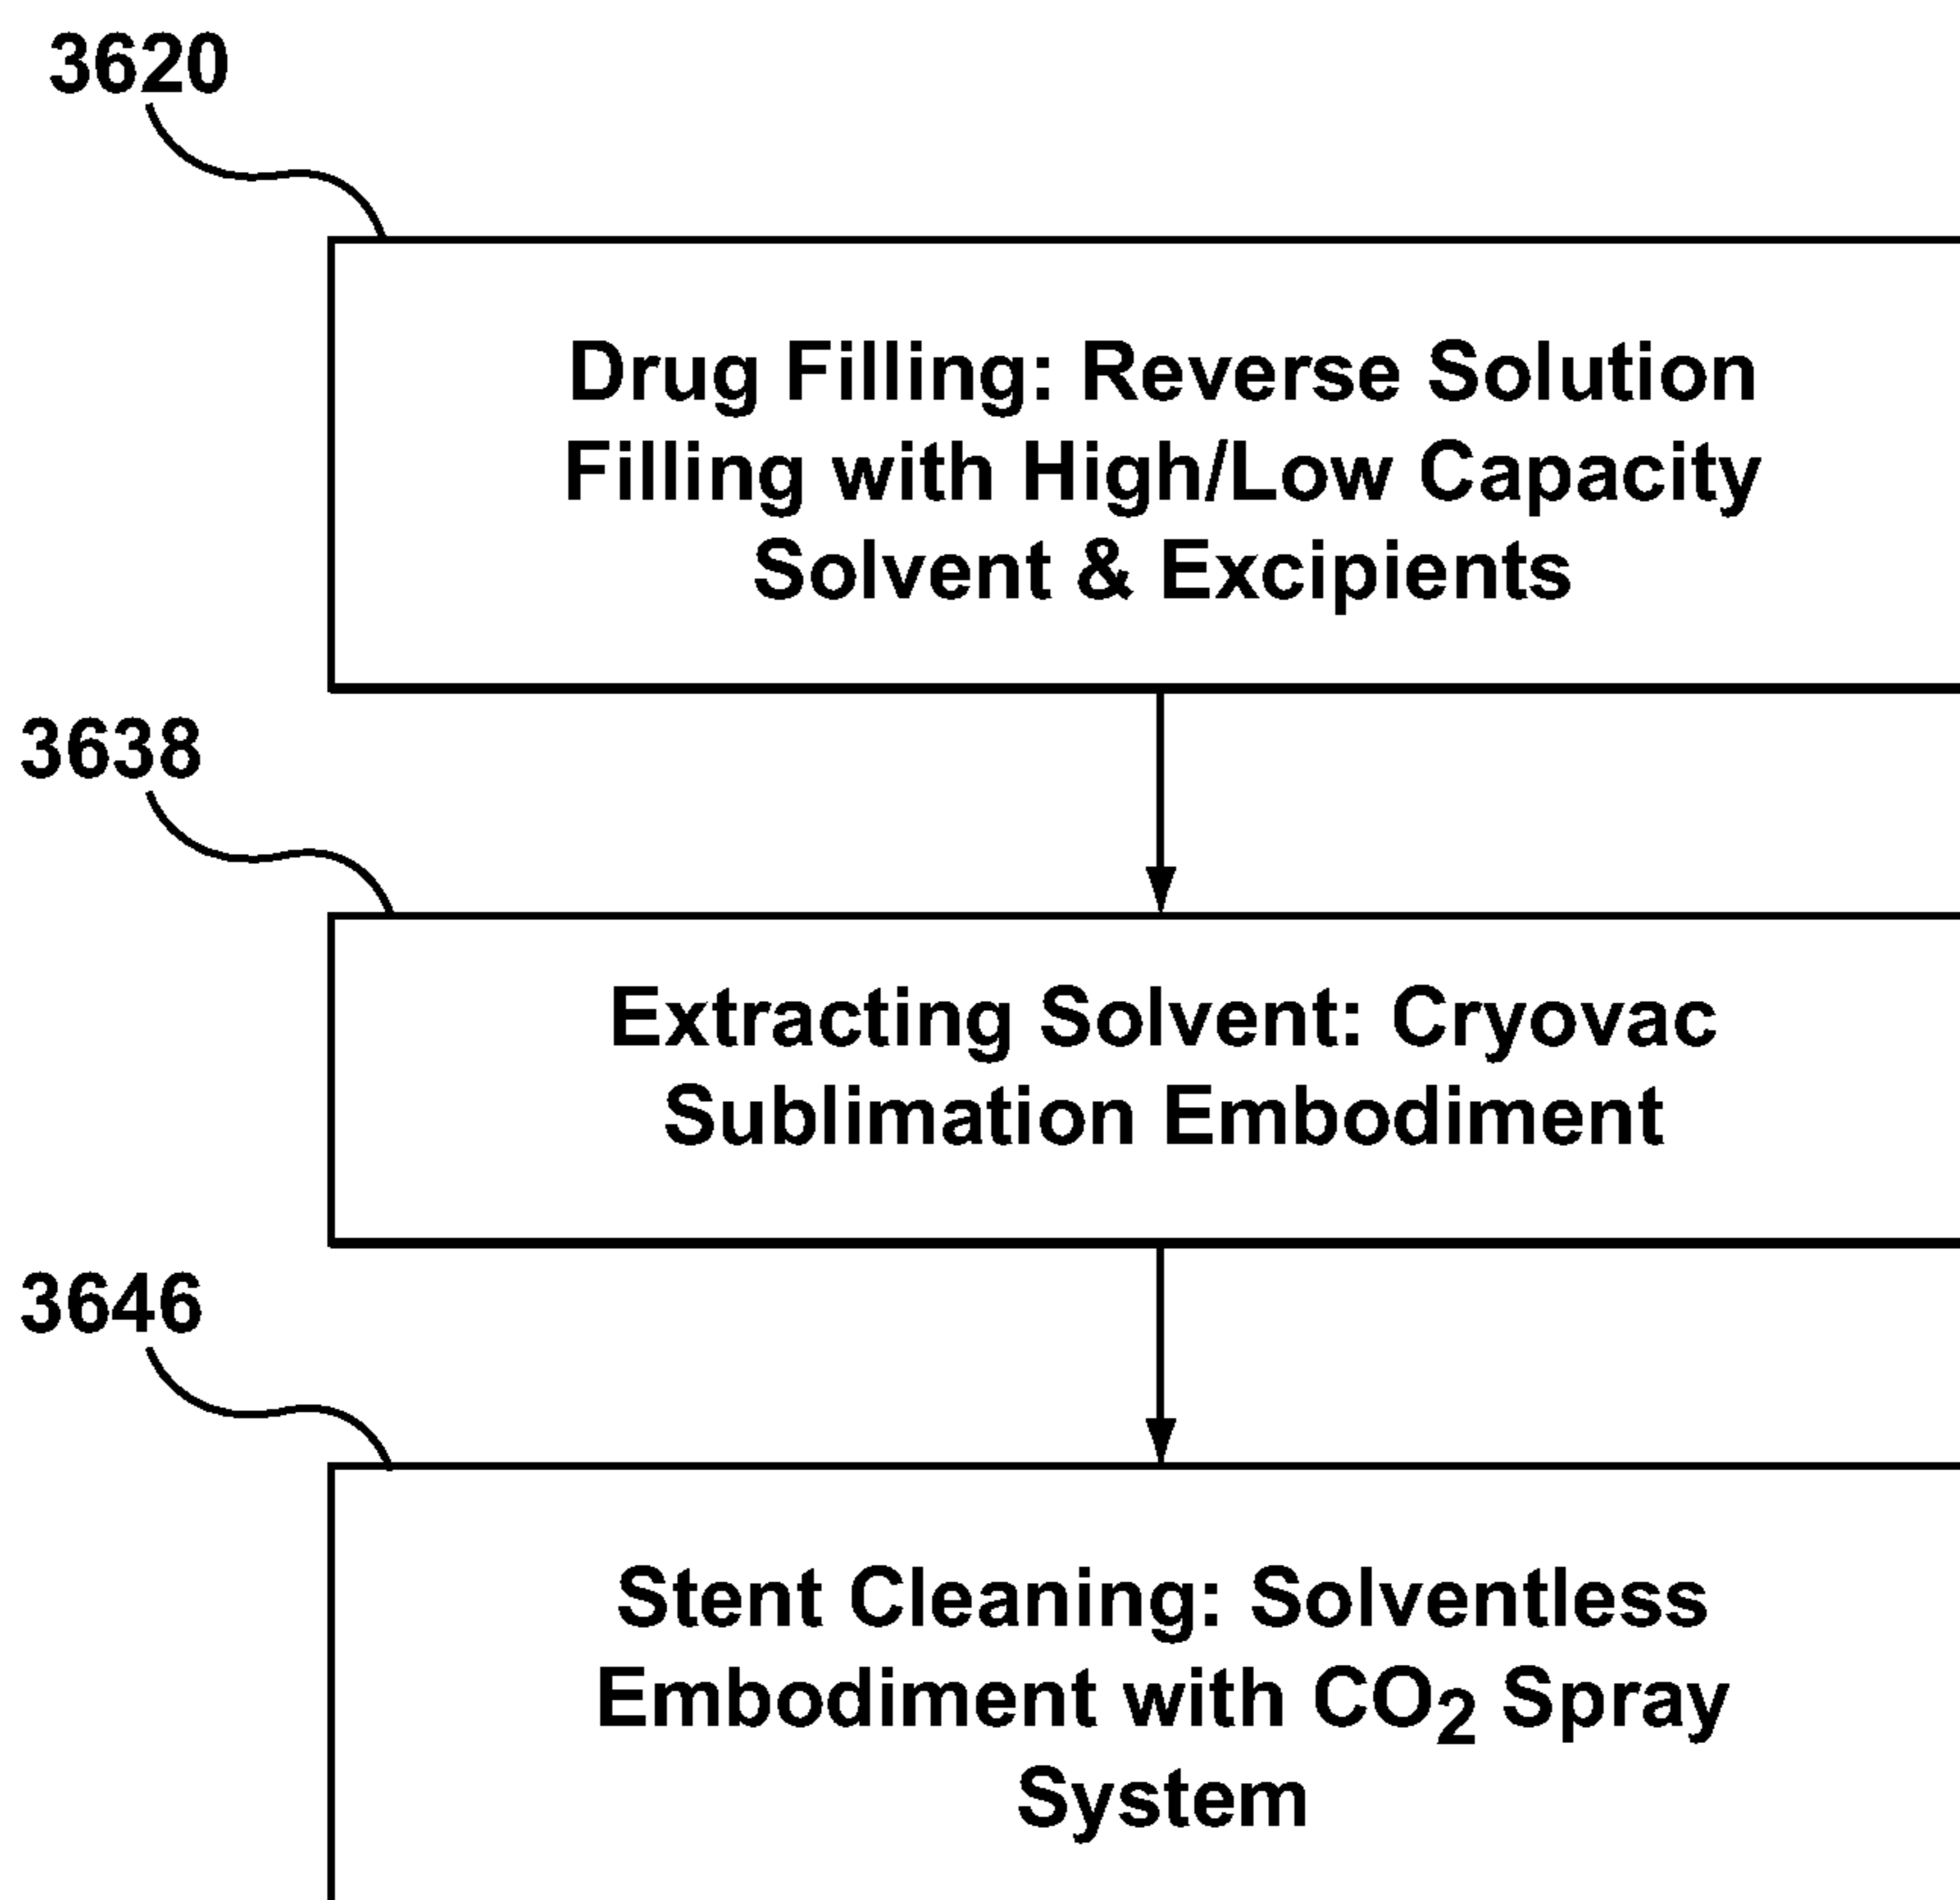 3620
Drug Filling: Reverse Solution
Filling with High/Low Capacity
Solvent & Excipients
3638
Extracting Solvent: Cryovac
Sublimation Embodiment
3646
Stent Cleaning: Solventless
Embodiment with CO₂ Spray
System